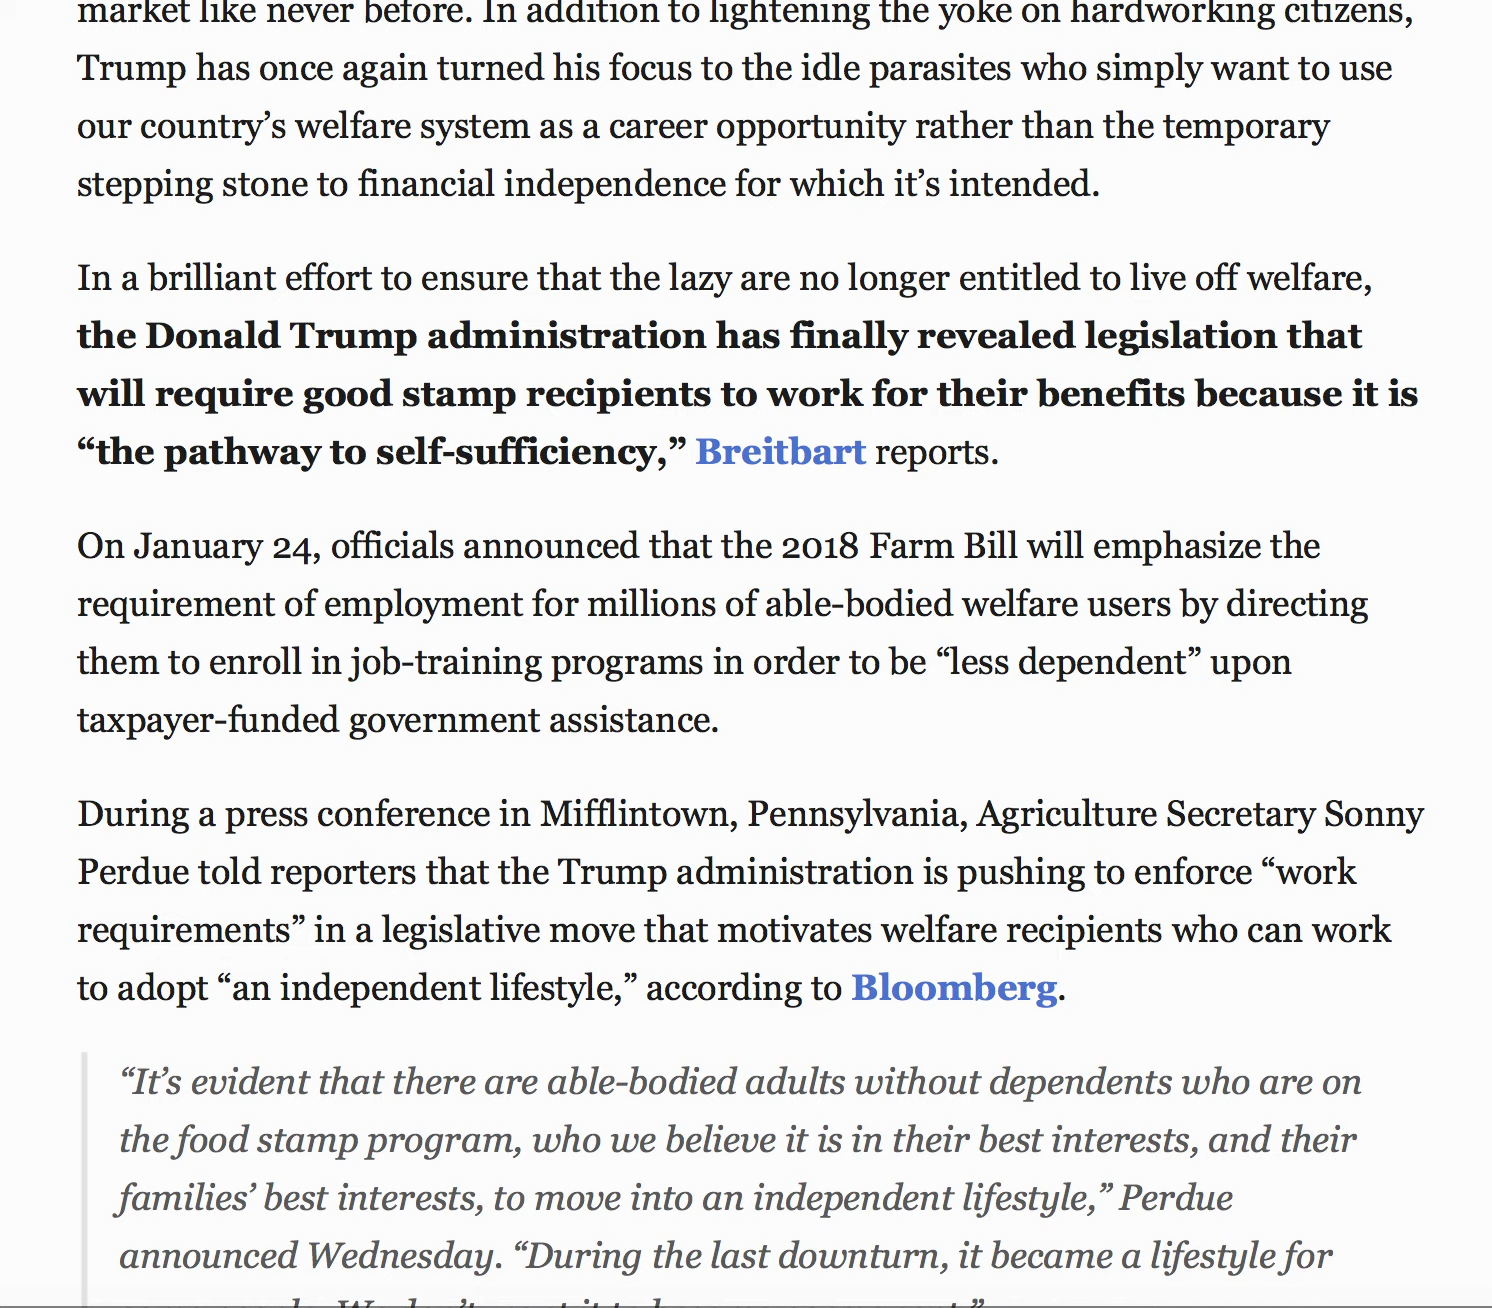 market like never before. In addition to lightening the yoke on hardworking citizens,
Trump has once again turned his focus to the idle parasites who simply want to use
our country’s welfare system as a career opportunity rather than the temporary
stepping stone to financial independence for which it’s intended.
In a brilliant effort to ensure that the lazy are no longer entitled to live off welfare,
the Donald Trump administration has finally revealed legislation that
will require good stamp recipients to work for their benefits because it is
“the pathway to self-sufficiency,” Breitbart reports.
On January 24, officials announced that the 2018 Farm Bill will emphasize the
requirement of employment for millions of able-bodied welfare users by directing
them to enroll in job-training programs in order to be “less dependent” upon
taxpayer-funded government assistance.
During a press conference in Mifflintown, Pennsylvania, Agriculture Secretary Sonny
Perdue told reporters that the Trump administration is pushing to enforce “work
requirements” in a legislative move that motivates welfare recipients who can work
to adopt “an independent lifestyle,” according to Bloomberg.
“It’s evident that there are able-bodied adults without dependents who are on
the food stamp program, who we believe it is in their best interests, and their
families’ best interests, to move into an independent lifestyle,” Perdue
announced Wednesday. “During the last downturn, it became a lifestyle for